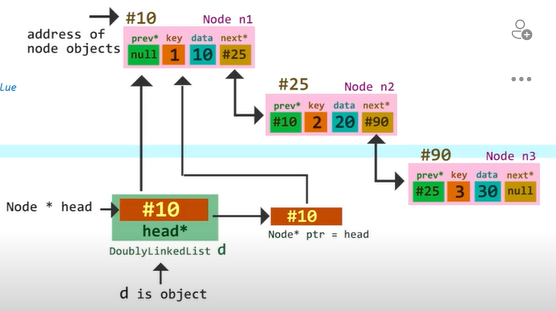 address of
node objects
#10
Node n1
prev* key data next*
null 1 10 #25
#25
Node n2
prev* key data next*
#10 2 20 #90
#90
Node n3
prev* key data next*
#25 3 30 null
Lue
Node * head
#10
head*
DoublyLinkedList d
#10
Node* ptr = head
d is object